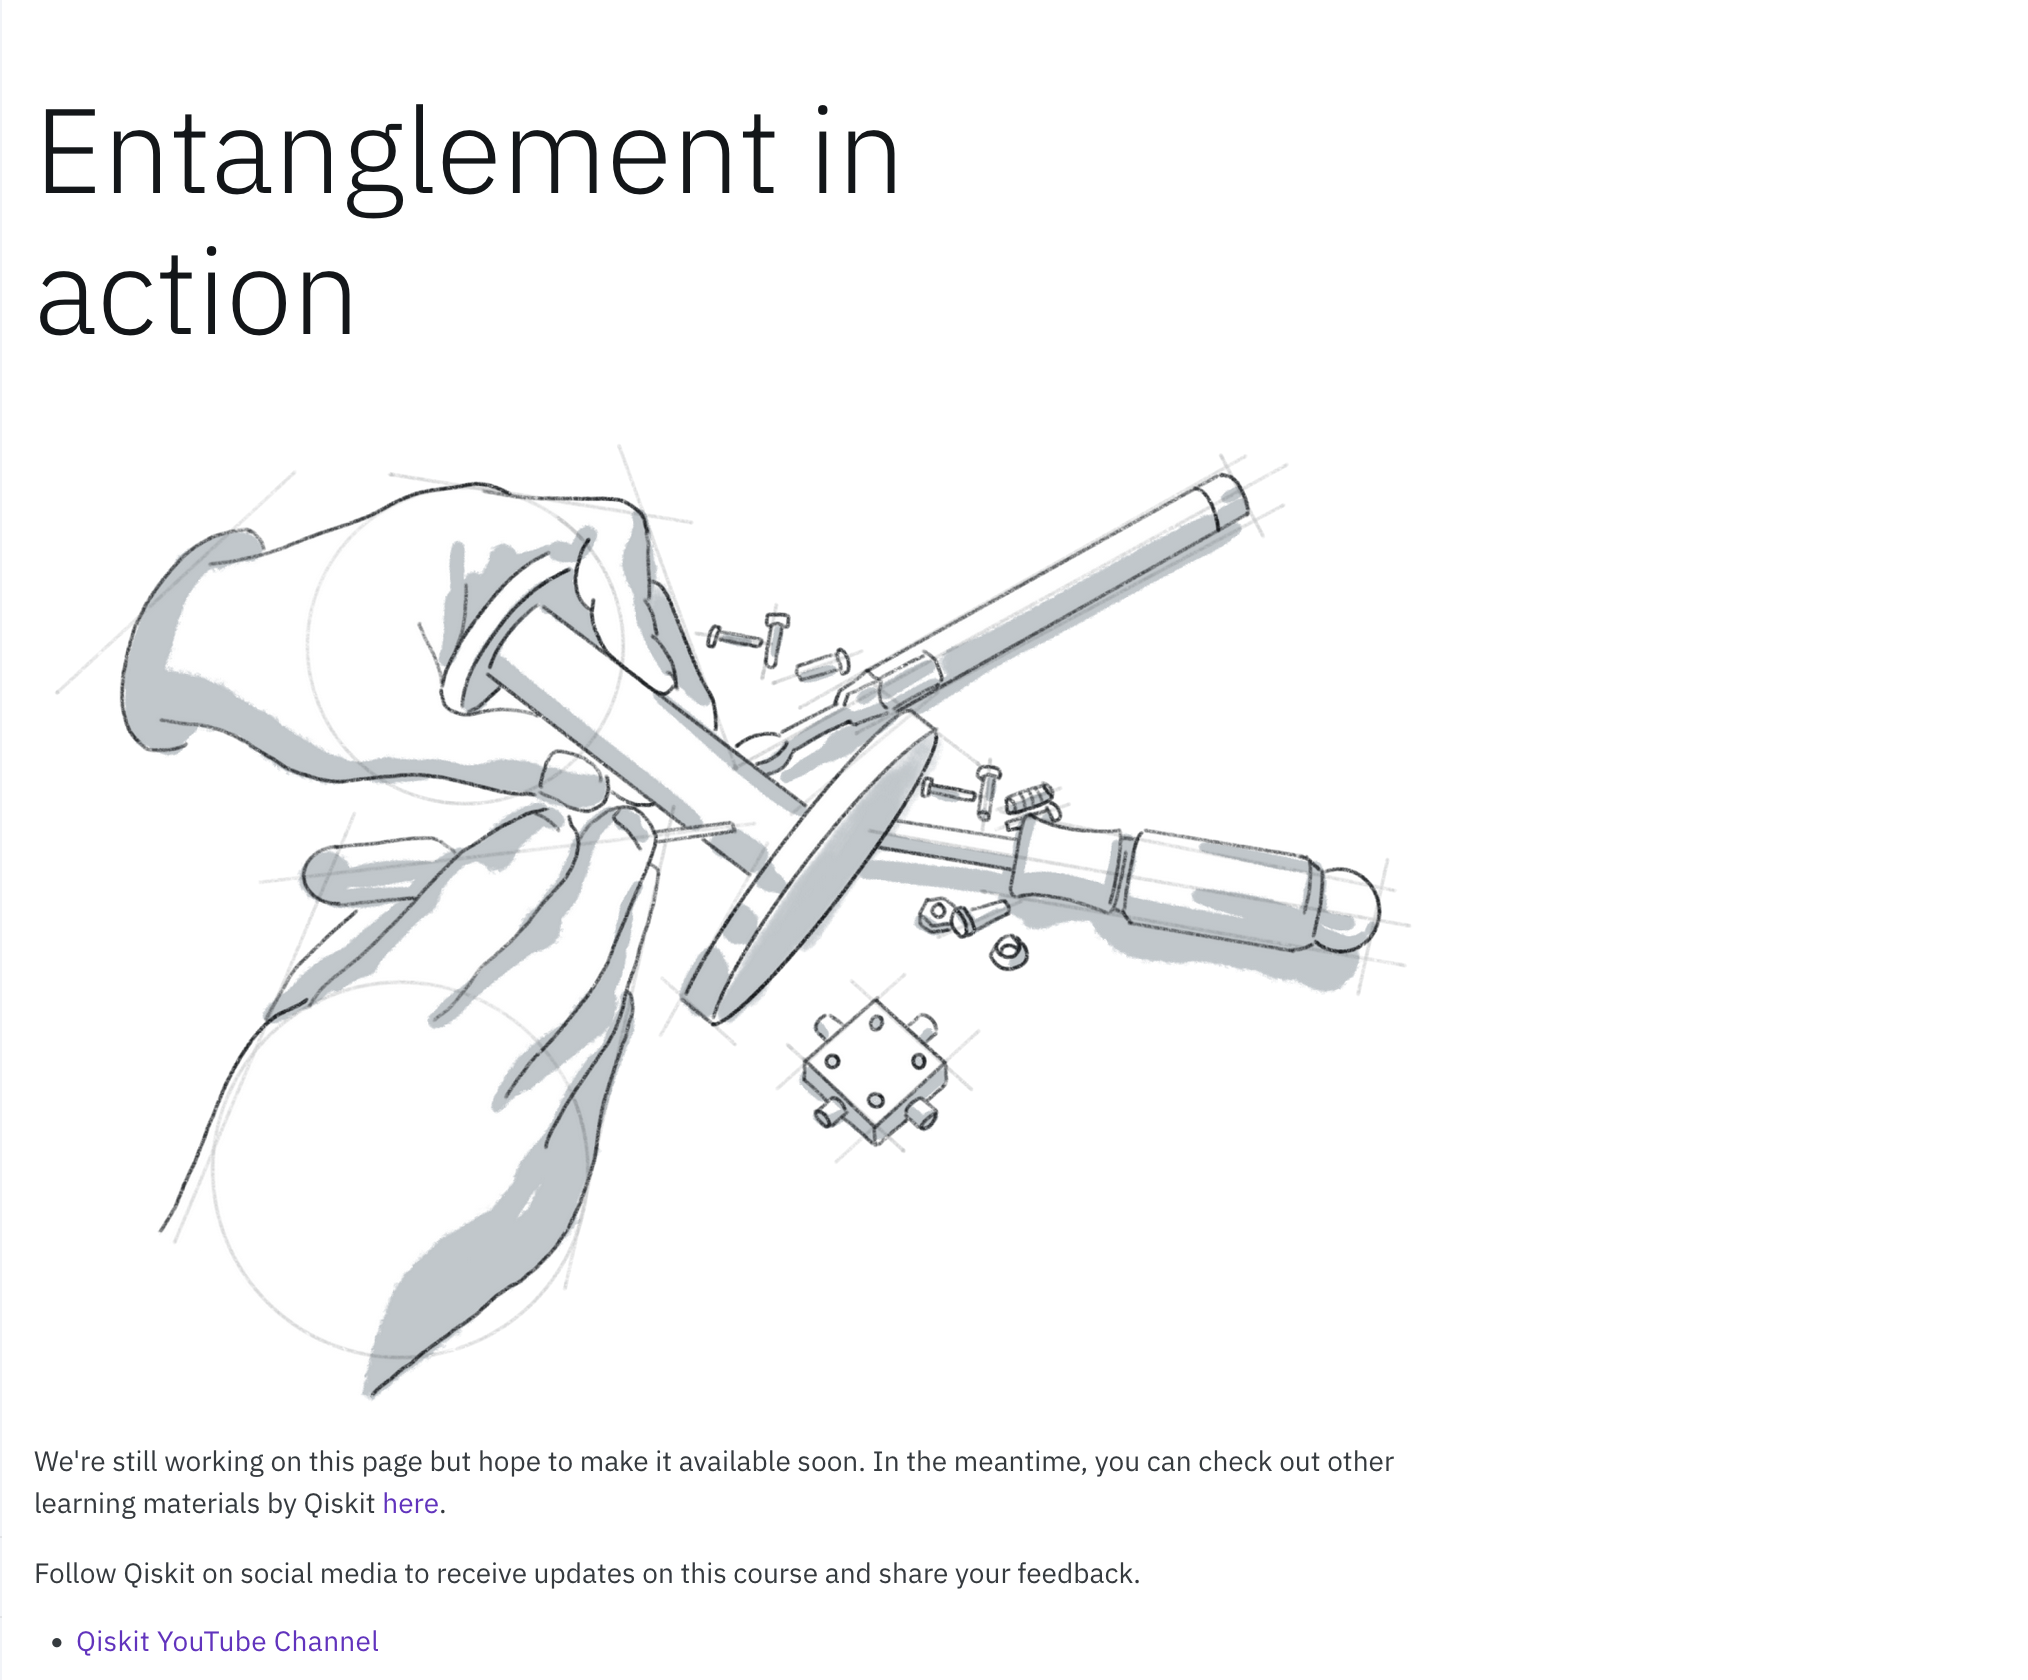 Entanglement in
action
We're still working on this page but hope to make it available soon. In the meantime, you can check out other
learning materials by Qiskit here.
Follow Qiskit on social media to receive updates on this course and share your feedback.
• Qiskit YouTube Channel